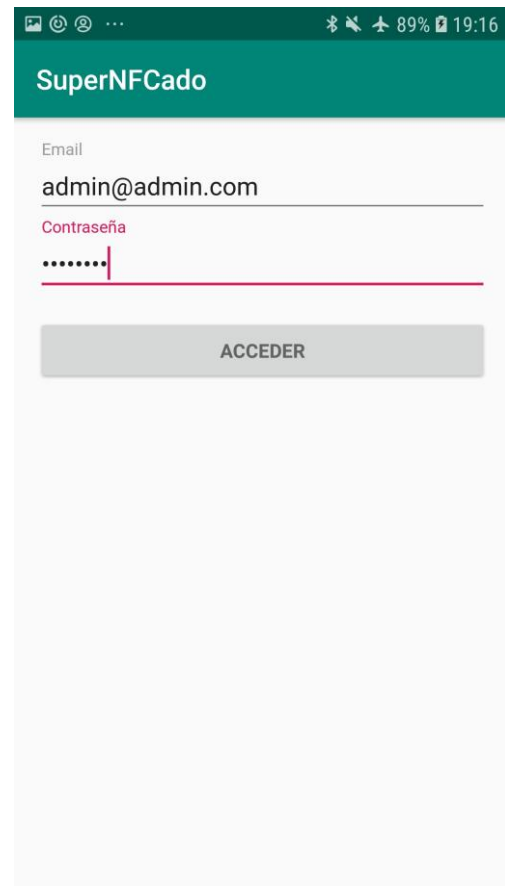 89% 19:16
SuperNFCado
Email
admin@admin.com
Contraseña
••••••••
ACCEDER